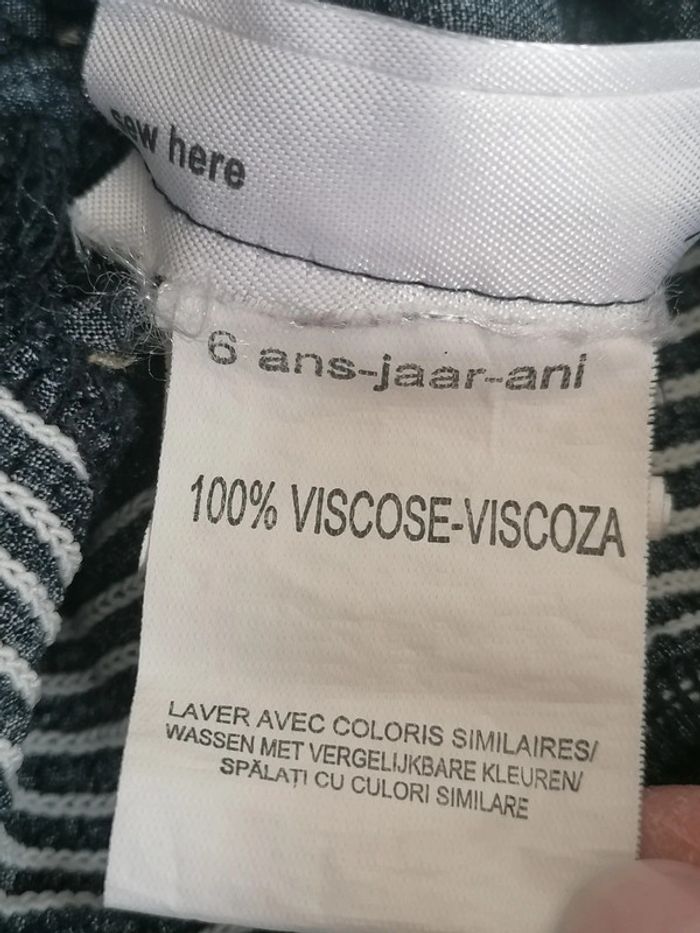 sew here
6 ans-jaar-ani
100% VISCOSE-VISCOZA
LAVER AVEC COLORIS SIMILAIRES/
WASSEN MET VERGELIJKBARE KLEUREN/
SPĂLAȚI CU CULORI SIMILARE